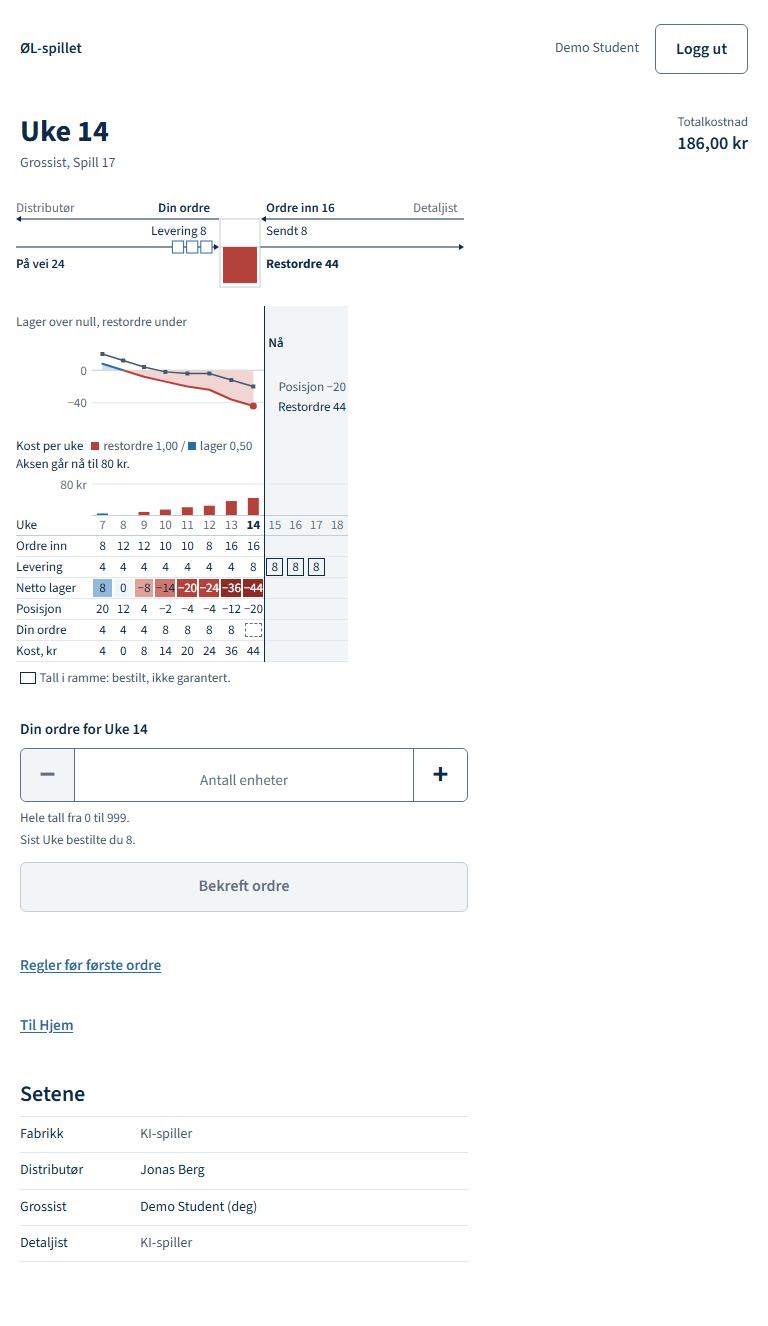 ØL-spillet
Demo Student
Logg ut
Uke 14
Totalkostnad
186,00 kr
Grossist, Spill 17
Distributør Din ordre Ordre inn 16 Detaljist
Levering 8 Sendt 8
På vei 24 Restordre 44
Lager over null, restordre under
Nå
0
Posisjon −20
−40
Restordre 44
Kost per uke restordre 1,00 / lager 0,50
Aksen går nå til 80 kr.
80 kr
Uke 7 8 9 10 11 12 13 14 15 16 17 18
Ordre inn 8 12 12 10 10 8 16 16
Levering 4 4 4 4 4 4 4 8 8 8 8
Netto lager 8 0 −8 −14 −20 −24 −36 −44
Posisjon 20 12 4 −2 −4 −4 −12 −20
Din ordre 4 4 4 8 8 8 8
Kost, kr 4 0 8 14 20 24 36 44
Tall i ramme: bestilt, ikke garantert.
Din ordre for Uke 14
− Antall enheter +
Hele tall fra 0 til 999.
Sist Uke bestilte du 8.
Bekreft ordre
Regler før første ordre
Til Hjem
Setene
Fabrikk KI-spiller
Distributør Jonas Berg
Grossist Demo Student (deg)
Detaljist KI-spiller